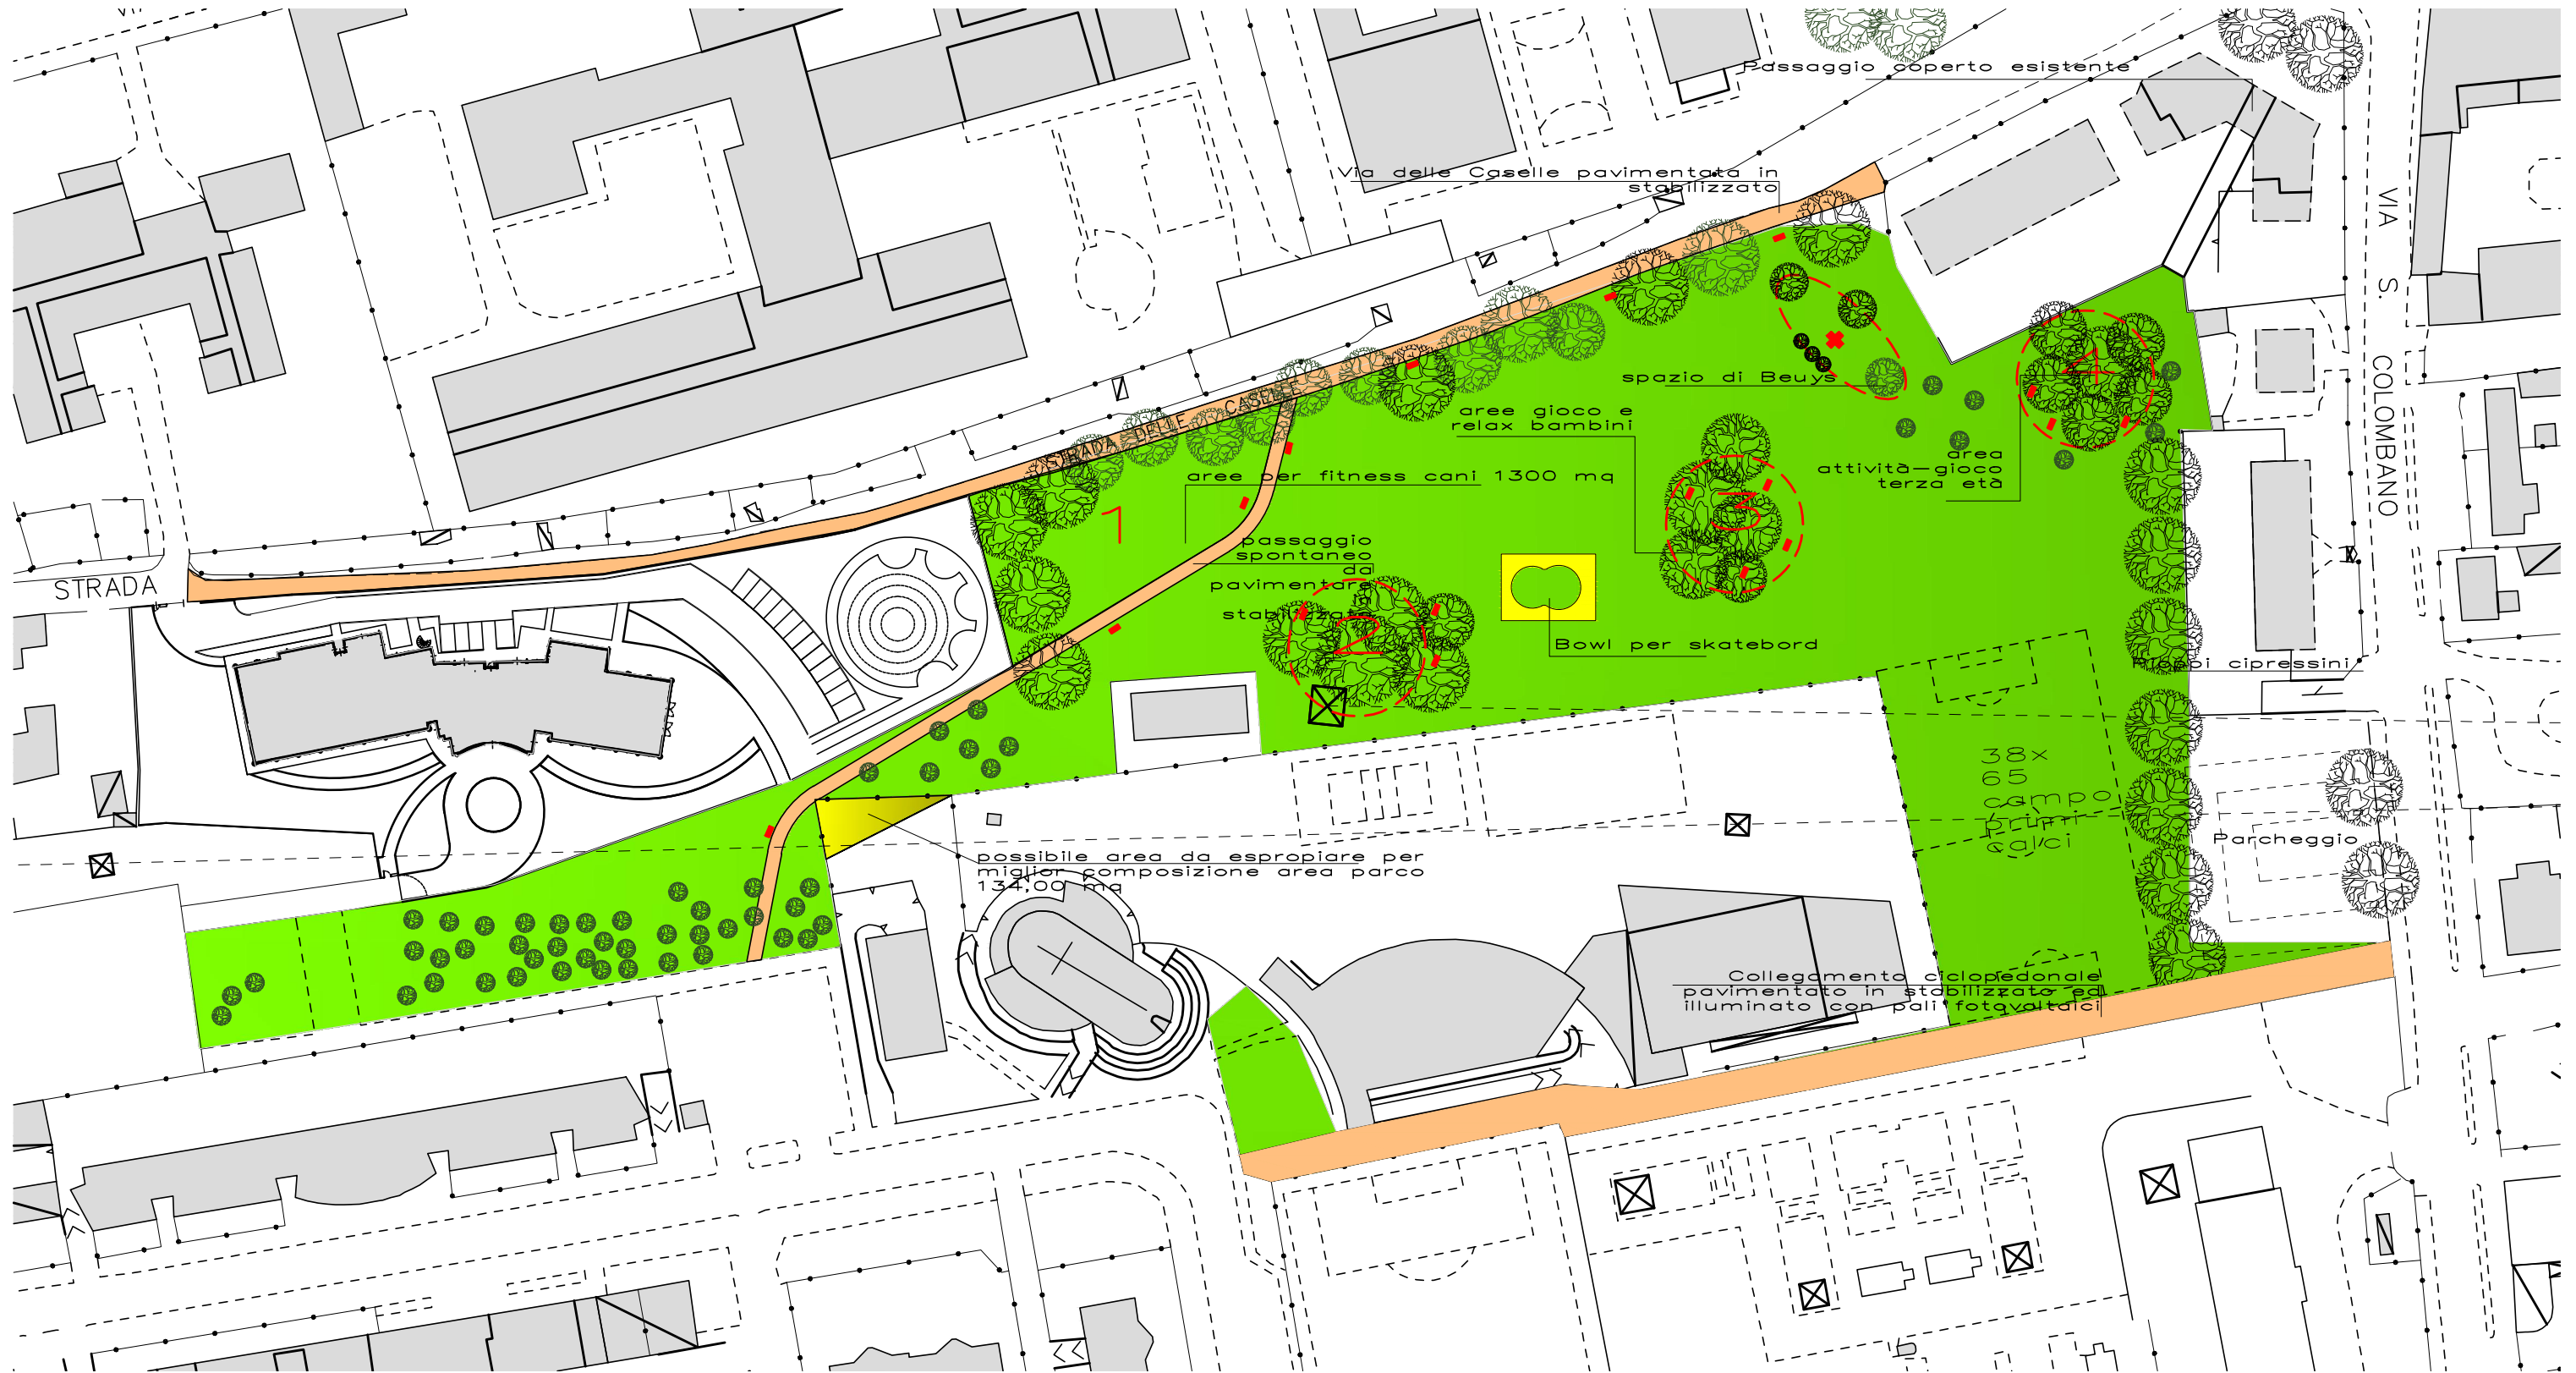 Passaggio coperto esistente
Via delle Caselle pavimentata in
stabilizzato
VIA S. COLOMBANO
spazio di Beuys
4
aree gioco e
relax bambini
STRADA DELLE CASELLE
area
attività-gioco
terza età
aree per fitness cani 1300 mq
1
3
passaggio
spontaneo
da
pavimentare
in
stabilizzato
STRADA
2
Bowl per skatebord
Pioppi cipressini
38x
65
campo
primi
calci
Parcheggio
possibile area da espropiare per
miglior composizione area parco
134,00 mq
Collegamento ciclopedonale
pavimentato in stabilizzato ed
illuminato con pali fotovoltaici